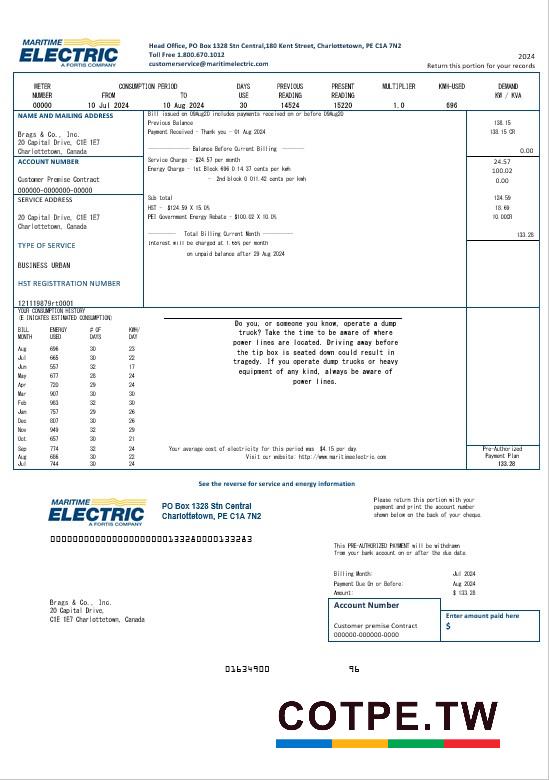 MARITIME
ELECTRIC
A FORTIS COMPANY
Head Office, PO Box 1328 Stn Central,180 Kent Street, Charlottetown, PE C1A 7N2
Toll Free 1.800.670.1012
customerservice@maritimelectric.com
2024
Return this portion for your records
METER CONSUMPTION PERIOD DAYS PREVIOUS PRESENT MULTIPLIER KWH-USED DEMAND
NUMBER FROM TO USE READING READING KW / KVA
00000 10 Jul 2024 10 Aug 2024 30 14524 15220 1.0 696
NAME AND MAILING ADDRESS
Brags & Co., Inc.
20 Capital Drive, C1E 1E7
Charlottetown, Canada
ACCOUNT NUMBER
Customer Premise Contract
000000-0000000-00000
SERVICE ADDRESS
20 Capital Drive, C1E 1E7
Charlottetown, Canada
TYPE OF SERVICE
BUSINESS URBAN
HST REGISTTRATION NUMBER
121119879rt0001
Bill issued on 09Aug20 includes payments received on or before 09Aug20
Previous Balance 138.15
Payment Received - Thank you - 01 Aug 2024 138.15 CR
Balance Before Current Billing 0.00
Service Charge - $24.57 per month 24.57
Energy Charge - 1st Block 696 @ 14.37 cents per kwh 100.02
- 2nd block 0 @ 11.42 cents per kwh 0.00
Sub total 124.59
HST - $124.59 X 15.0% 18.69
PEI Government Energy Rebate - $100.02 X 10.0% 10.00CR
Total Billing Current Month 133.28
Interest will be charged at per month
on unpaid balance after 29 Aug 2024
YOUR CONSUMPTION HISTORY
(E INICATES ESTIMATED CONSUMPTION)
BILL ENERGY # OF KWH/
MONTH USED DAYS DAY
Aug 696 30 23
Jul 665 30 22
Jun 557 32 17
May 677 28 24
Apr 720 29 24
Mar 907 30 30
Feb 983 32 30
Jan 757 29 26
Dec 807 30 26
Nov 949 32 29
Oct 657 30 21
Sep 774 32 24
Aug 686 30 22
Jul 744 30 24
Do you, or someone you know, operate a dump
truck? Take the time to be aware of where
power lines are located. Driving away before
the tip box is seated down could result in
tragedy. If you operate dump trucks or heavy
equipment of any kind, always be aware of
power lines.
Your average cost of electricity for this period was $4.15 per day.
Visit our website: http://www.maritimeelectric.com
Pre-Authorized
Payment Plan
133.28
See the reverse for service and energy information
MARITIME
ELECTRIC
A FORTIS COMPANY
PO Box 1328 Stn Central
Charlottetown, PE C1A 7N2
Please return this portion with your
payment and print the account number
shown below on the back of your cheque.
This PRE-AUTHORIZED PAYMENT will be withdrawn
from your bank account on or after the due date.
Billing Month: Jul 2024
Payment Due On or Before: Aug 2024
Amount: $ 133.28
Brags & Co., Inc.
20 Capital Drive,
C1E 1E7 Charlottetown, Canada
Account Number
Customer premise Contract
000000-000000-0000
Enter amount paid here
$
01634900 96
COTPE.TW